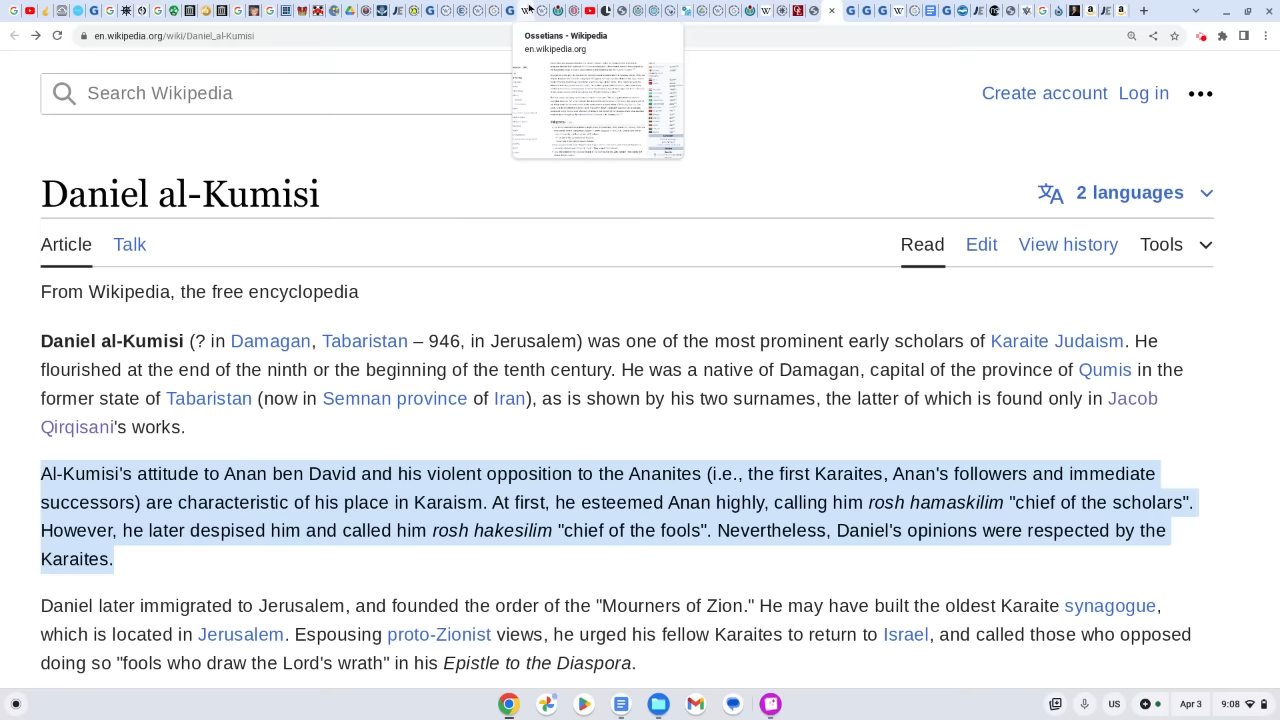 en.wikipedia.org/wiki/Daniel_al-Kumisi
Ossetians - Wikipedia
en.wikipedia.org
Search Wikipedia
Create account
Log in
Daniel al-Kumisi
2 languages
Article Talk
Read Edit View history Tools
From Wikipedia, the free encyclopedia
Daniel al-Kumisi (? in Damagan, Tabaristan – 946, in Jerusalem) was one of the most prominent early scholars of Karaite Judaism. He
flourished at the end of the ninth or the beginning of the tenth century. He was a native of Damagan, capital of the province of Qumis in the
former state of Tabaristan (now in Semnan province of Iran), as is shown by his two surnames, the latter of which is found only in Jacob
Qirqisani's works.
Al-Kumisi's attitude to Anan ben David and his violent opposition to the Ananites (i.e., the first Karaites, Anan's followers and immediate
successors) are characteristic of his place in Karaism. At first, he esteemed Anan highly, calling him rosh hamaskilim "chief of the scholars".
However, he later despised him and called him rosh hakesilim "chief of the fools". Nevertheless, Daniel's opinions were respected by the
Karaites.
Daniel later immigrated to Jerusalem, and founded the order of the "Mourners of Zion." He may have built the oldest Karaite synagogue,
which is located in Jerusalem. Espousing proto-Zionist views, he urged his fellow Karaites to return to Israel, and called those who opposed
doing so "fools who draw the Lord's wrath" in his Epistle to the Diaspora.
US Apr 3 9:08